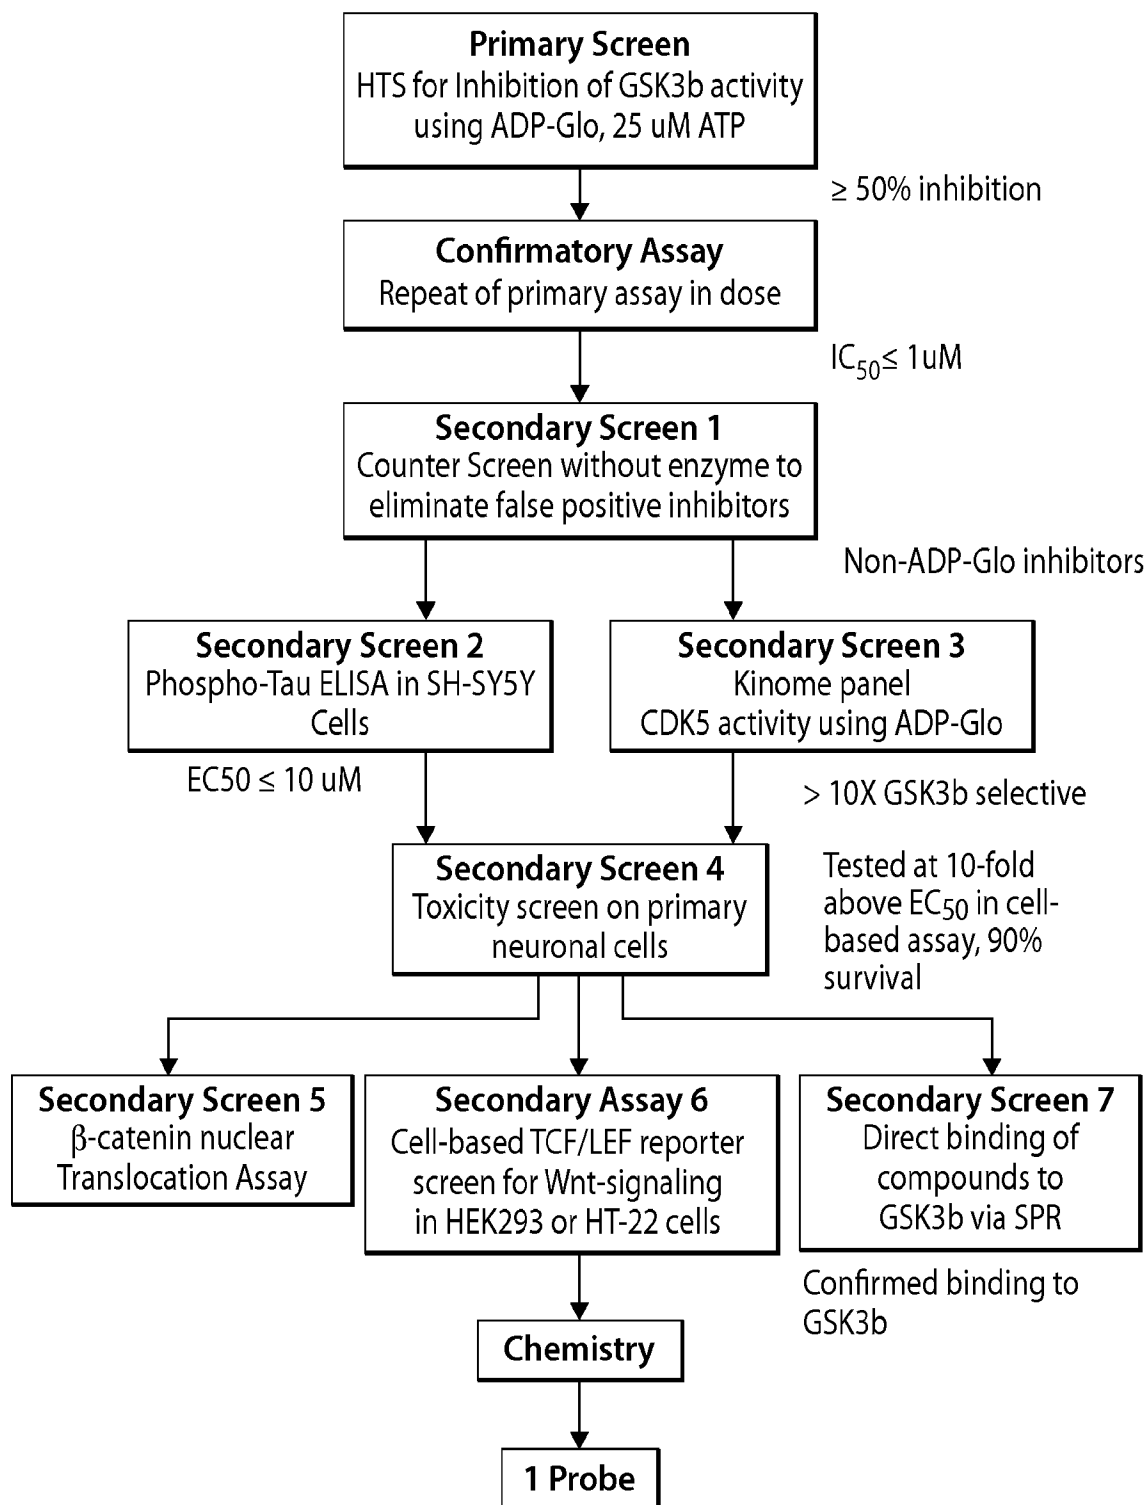 Primary Screen
HTS for Inhibition of GSK3b activity
using ADP-Glo, 25 uM ATP
≥ 50% inhibition
Confirmatory Assay
Repeat of primary assay in dose
IC50≤ 1uM
Secondary Screen 1
Counter Screen without enzyme to
eliminate false positive inhibitors
Non-ADP-Glo inhibitors
Secondary Screen 2
Phospho-Tau ELISA in SH-SY5Y
Cells
Secondary Screen 3
Kinome panel
CDK5 activity using ADP-Glo
EC50 ≤ 10 uM
> 10X GSK3b selective
Secondary Screen 4
Toxicity screen on primary
neuronal cells
Tested at 10-fold
above EC50 in cell-
based assay, 90%
survival
Secondary Screen 5
β-catenin nuclear
Translocation Assay
Secondary Assay 6
Cell-based TCF/LEF reporter
screen for Wnt-signaling
in HEK293 or HT-22 cells
Secondary Screen 7
Direct binding of
compounds to
GSK3b via SPR
Confirmed binding to
GSK3b
Chemistry
1 Probe